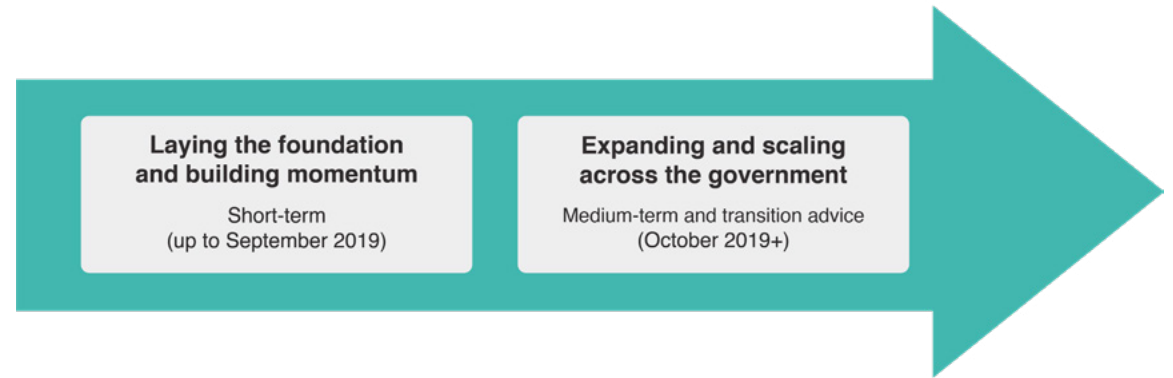 Laying the foundation
and building momentum
Short-term
(up to September 2019)
Expanding and scaling
across the government
Medium-term and transition advice
(October 2019+)